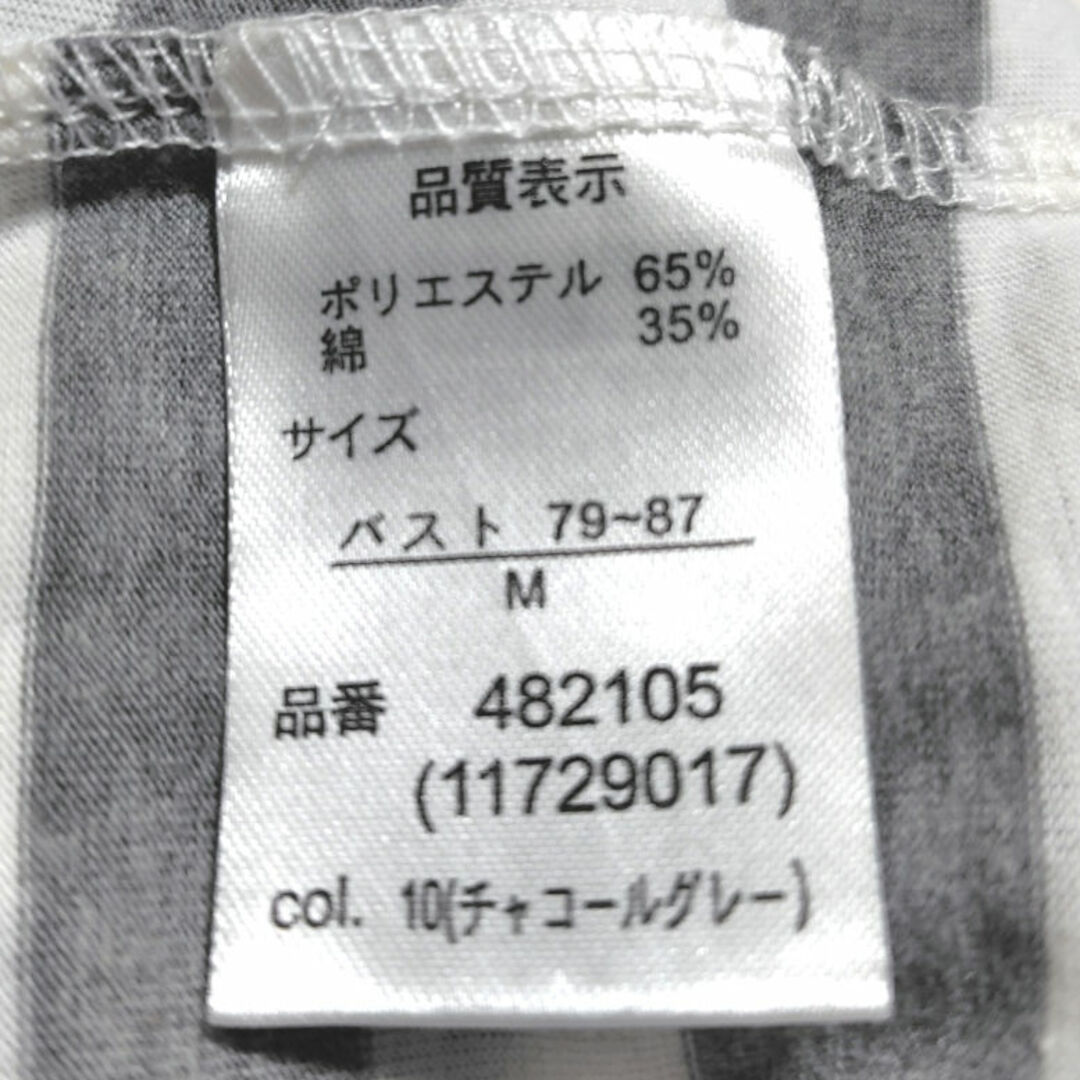 品質表示
ポリエステル 65%
綿 35%
サイズ
バスト 79~87
M
品番 482105
(11729017)
col. 10(チャコールグレー)